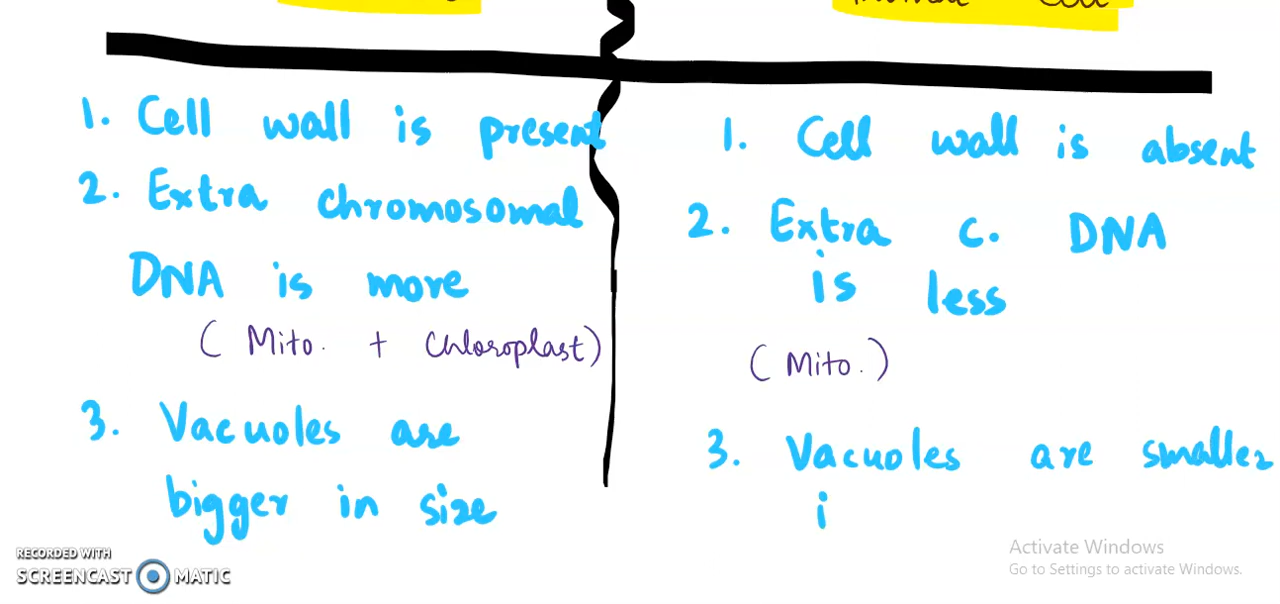 Cell
1. Cell wall is present
2. Extra chromosomal
DNA is more
( Mito. + Chloroplast)
3. Vacuoles are
bigger in size
1. Cell wall is absent
2. Extra c. DNA
is less
( Mito. )
3. Vacuoles are smaller
i
Activate Windows
Go to Settings to activate Windows.
RECORDED WITH
SCREENCAST MATIC